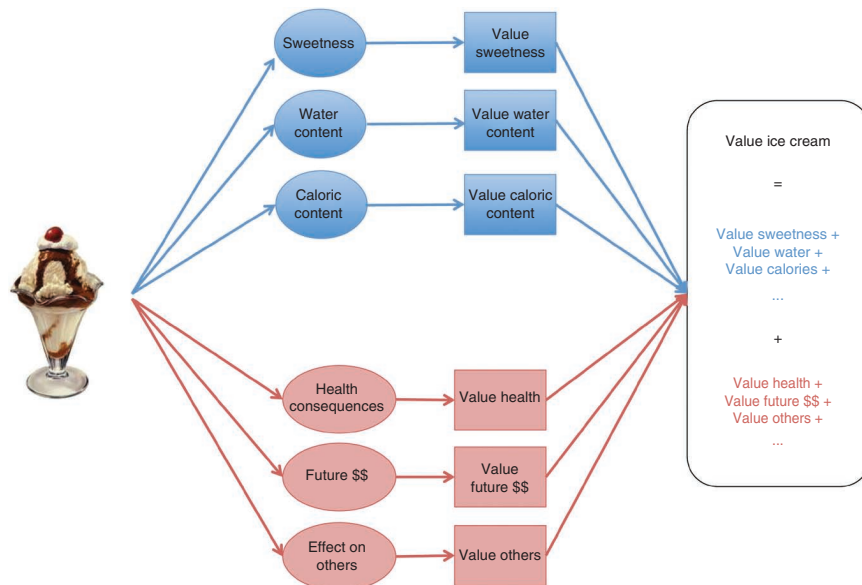 Sweetness
Value
sweetness
Water
content
Value water
content
Caloric
content
Value caloric
content
Health
consequences
Value health
Future $$
Value
future $$
Effect on
others
Value others
Value ice cream
=
Value sweetness +
Value water +
Value calories +
...
+
Value health +
Value future $$ +
Value others +
...